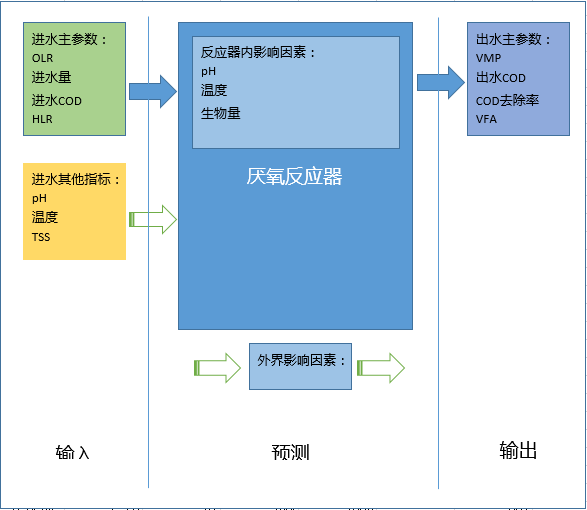 进水主参数：
OLR
进水量
进水COD
HLR
进水其他指标：
pH
温度
TSS
反应器内影响因素：
pH
温度
生物量
厌氧反应器
外界影响因素：
出水主参数：
VMP
出水COD
COD去除率
VFA
输入
预测
输出